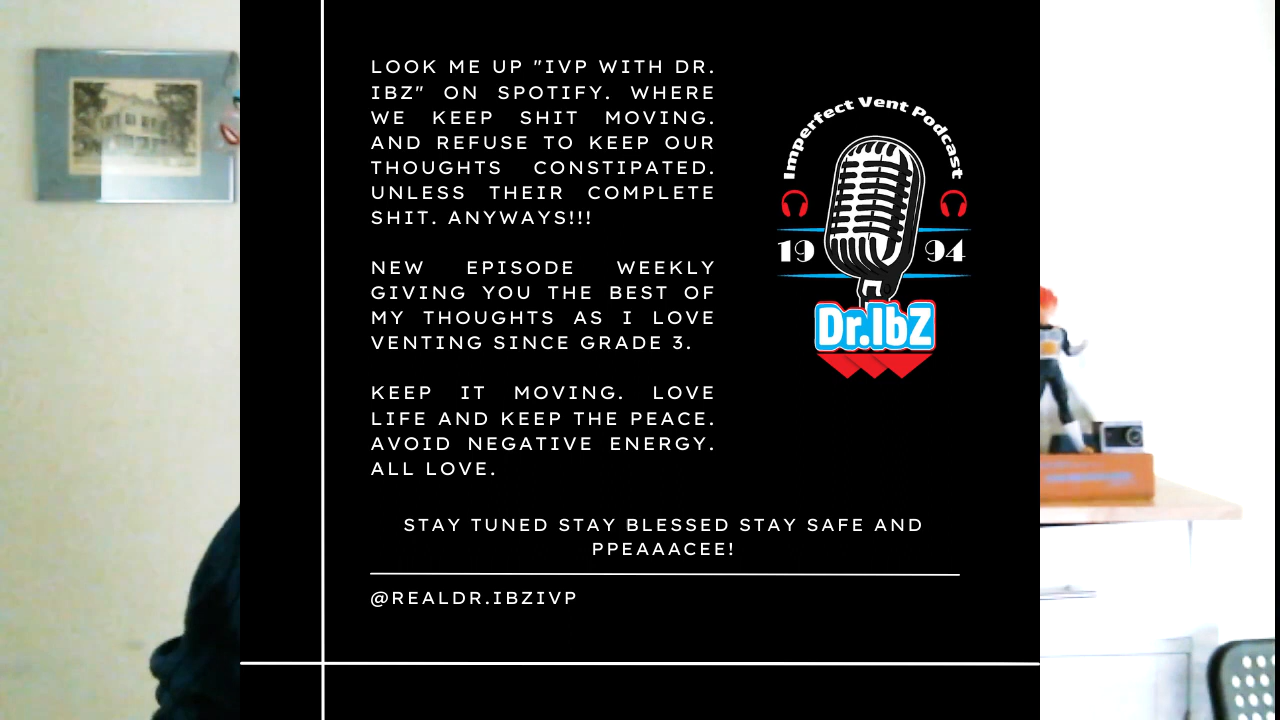 LOOK ME UP "IVP WITH DR.
IBZ" ON SPOTIFY. WHERE
WE KEEP SHIT MOVING.
AND REFUSE TO KEEP OUR
THOUGHTS CONSTIPATED.
UNLESS THEIR COMPLETE
SHIT. ANYWAYS!!!
NEW EPISODE WEEKLY
GIVING YOU THE BEST OF
MY THOUGHTS AS I LOVE
VENTING SINCE GRADE 3.
KEEP IT MOVING. LOVE
LIFE AND KEEP THE PEACE.
AVOID NEGATIVE ENERGY.
ALL LOVE.
Imperfect Vent Podcast
19 94
Dr.IbZ
STAY TUNED STAY BLESSED STAY SAFE AND
PPEAAACEE!
@REALDR.IBZIVP